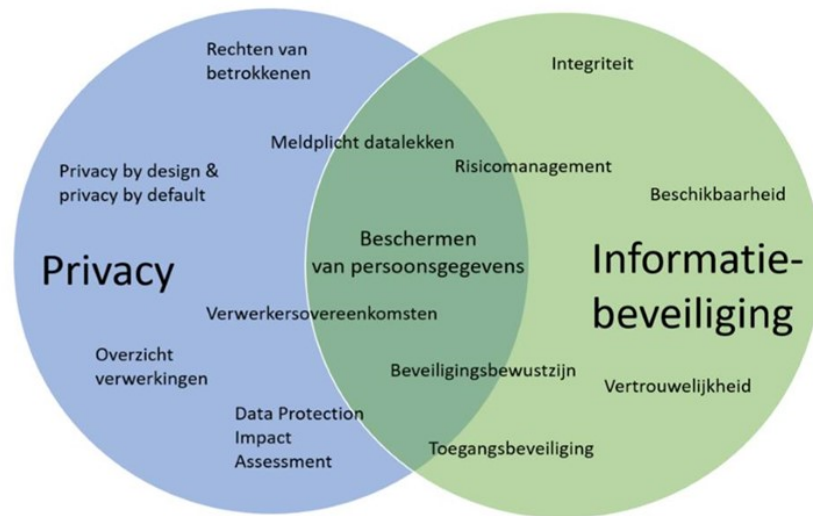 Rechten van
betrokkenen
Integriteit
Meldplicht datalekken
Risicomanagement
Privacy by design &
privacy by default
Beschikbaarheid
Beschermen
van persoonsgegevens
Privacy
Informatie-
beveiliging
Verwerkersovereenkomsten
Overzicht
verwerkingen
Beveiligingsbewustzijn
Vertrouwelijkheid
Data Protection
Impact
Assessment
Toegangsbeveiliging